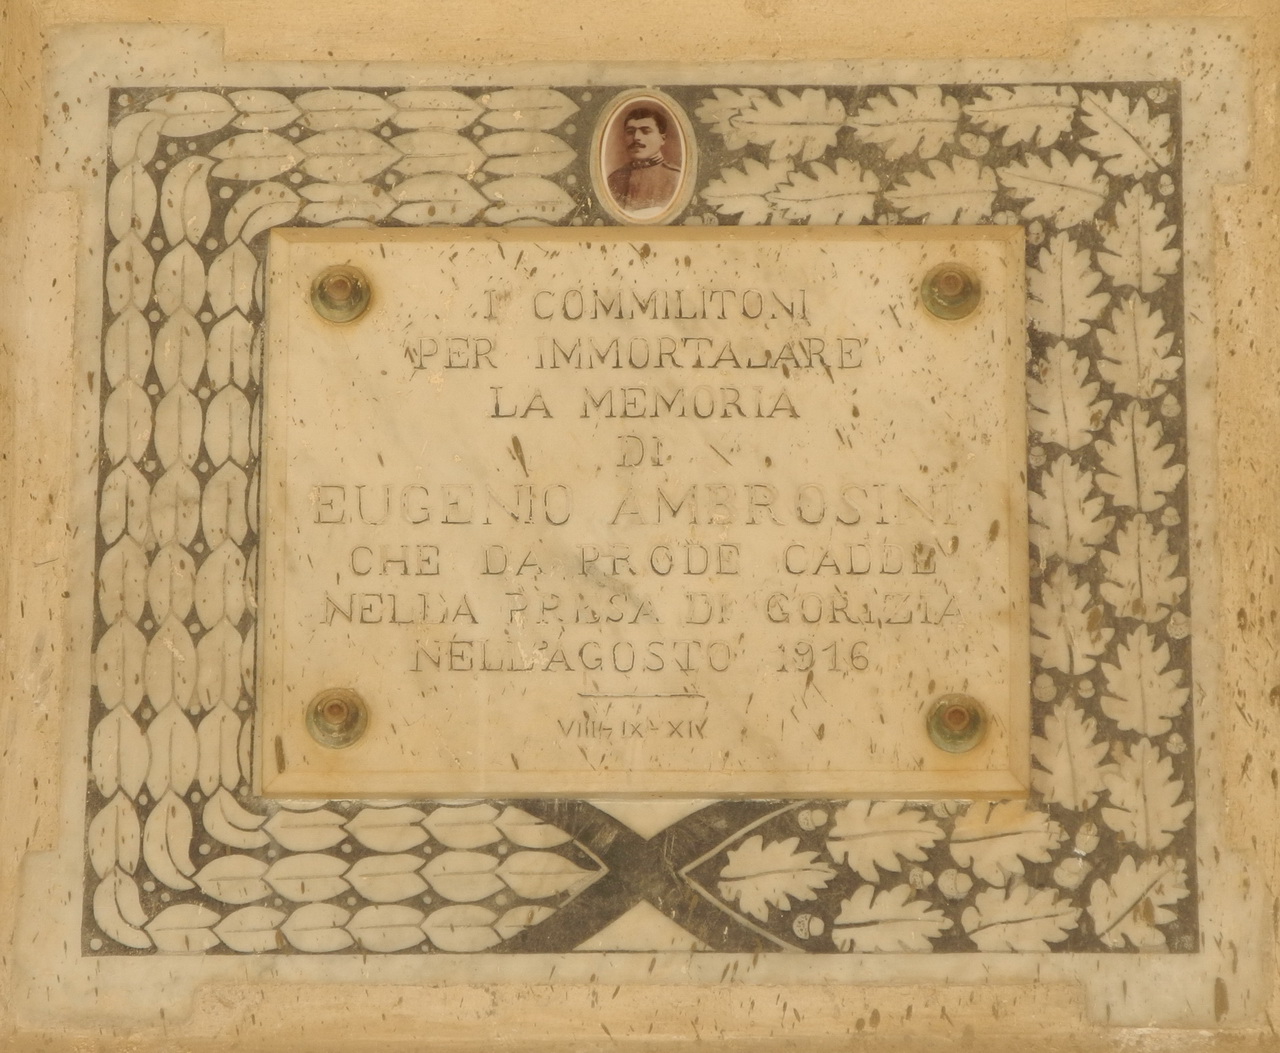 I COMMILITONI
PER IMMORTALARE
LA MEMORIA
DI
EUGENIO AMBROSINI
CHE DA PRODE CADDE
NELLA PRESA DI GORIZIA
NELL'AGOSTO 1916
VIII-IX-XIV